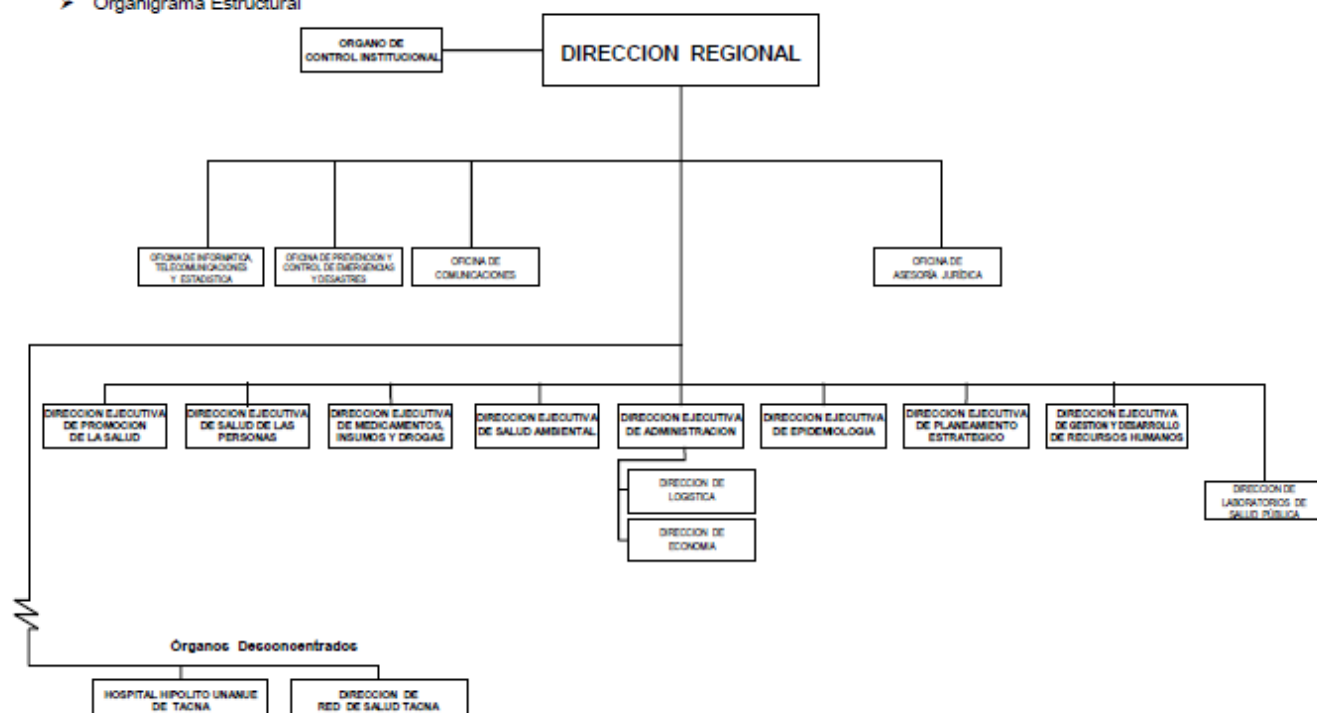 ➤ Organigrama Estructural
ORGANO DE
CONTROL INSTITUCIONAL
DIRECCION REGIONAL
OFICINA DE INFORMATICA,
TELECOMUNICACIONES
Y ESTADISTICA
OFICINA DE PREVENCION Y
CONTROL DE EMERGENCIAS
Y DESASTRES
OFICINA DE
COMUNICACIONES
OFICINA DE
ASESORÍA JURÍDICA
DIRECCION EJECUTIVA
DE PROMOCION
DE LA SALUD
DIRECCION EJECUTIVA
DE SALUD DE LAS
PERSONAS
DIRECCION EJECUTIVA
DE MEDICAMENTOS,
INSUMOS Y DROGAS
DIRECCION EJECUTIVA
DE SALUD AMBIENTAL
DIRECCION EJECUTIVA
DE ADMINISTRACION
DIRECCION EJECUTIVA
DE EPIDEMIOLOGIA
DIRECCION EJECUTIVA
DE PLANEAMIENTO
ESTRATEGICO
DIRECCION EJECUTIVA
DE GESTION Y DESARROLLO
DE RECURSOS HUMANOS
DIRECCION DE
LOGISTICA
DIRECCION DE
ECONOMIA
DIRECCION DE
LABORATORIOS DE
SALUD PÚBLICA
Órganos Desconcentrados
HOSPITAL HIPOLITO UNANUE
DE TACNA
DIRECCION DE
RED DE SALUD TACNA